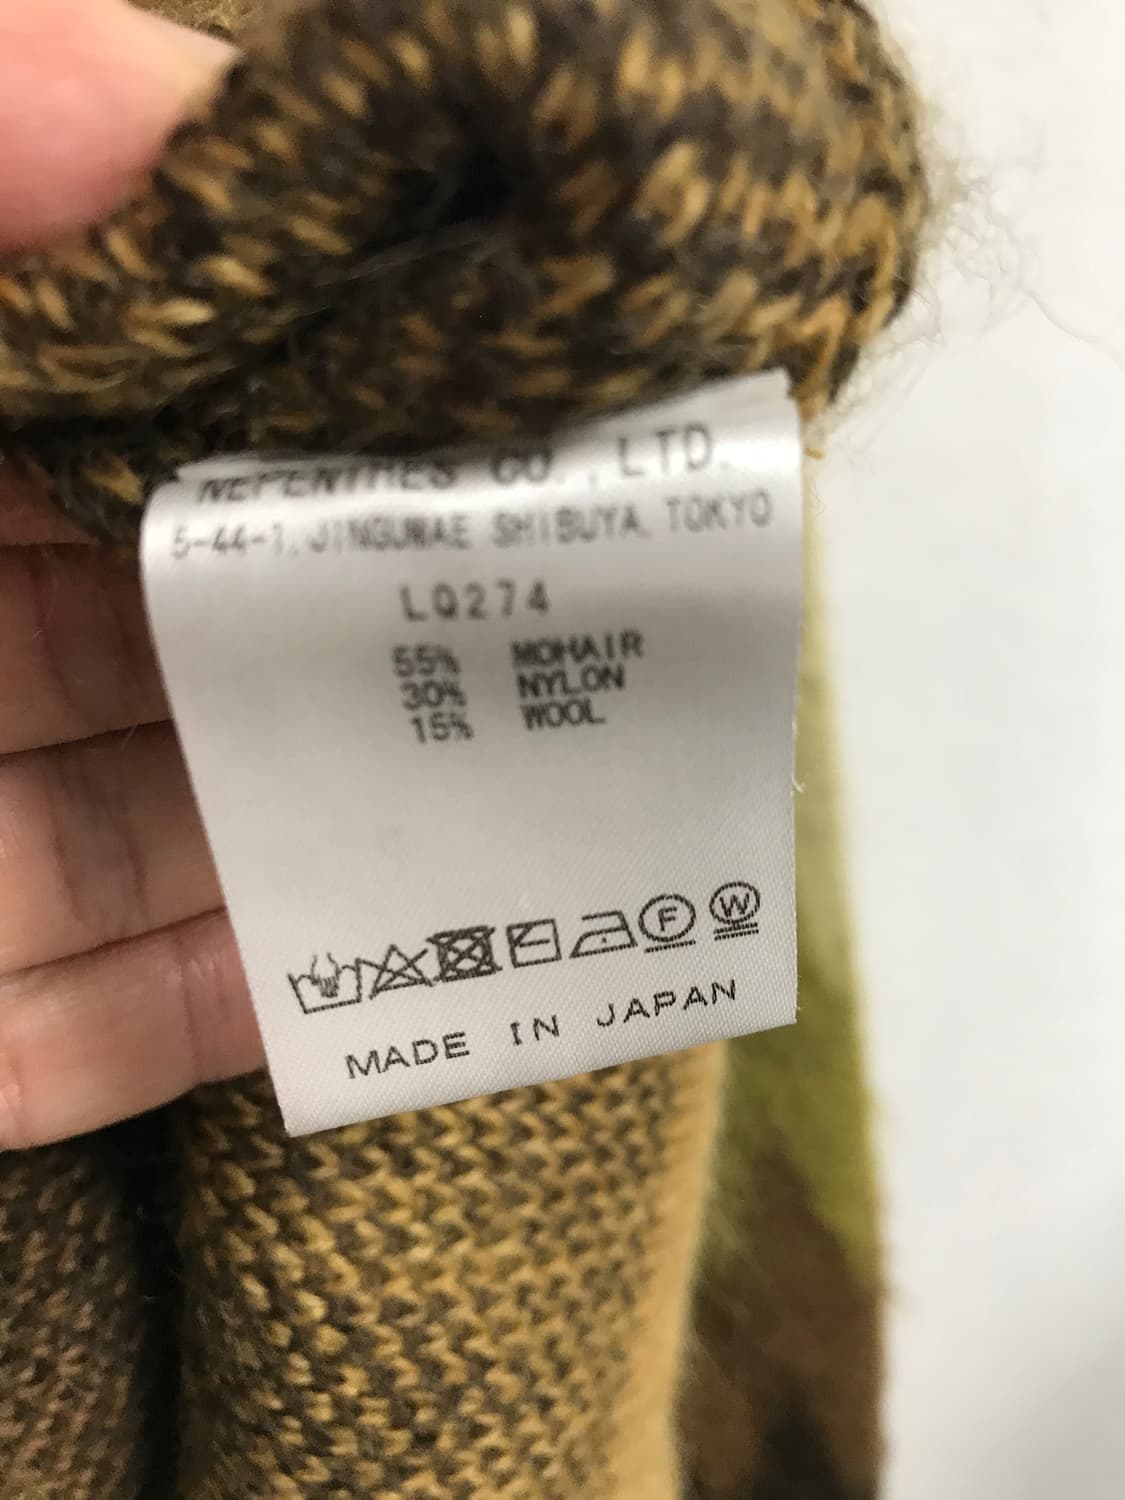 NEPENTHES CO., LTD.
5-44-1, JINGUMAE SHIBUYA, TOKYO
LQ274
55% MOHAIR
30% NYLON
15% WOOL
F W
MADE IN JAPAN